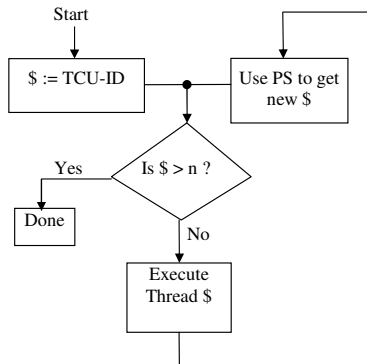 Start
$ := TCU-ID
Use PS to get
new $
Is $ > n ?
Yes
Done
No
Execute
Thread $